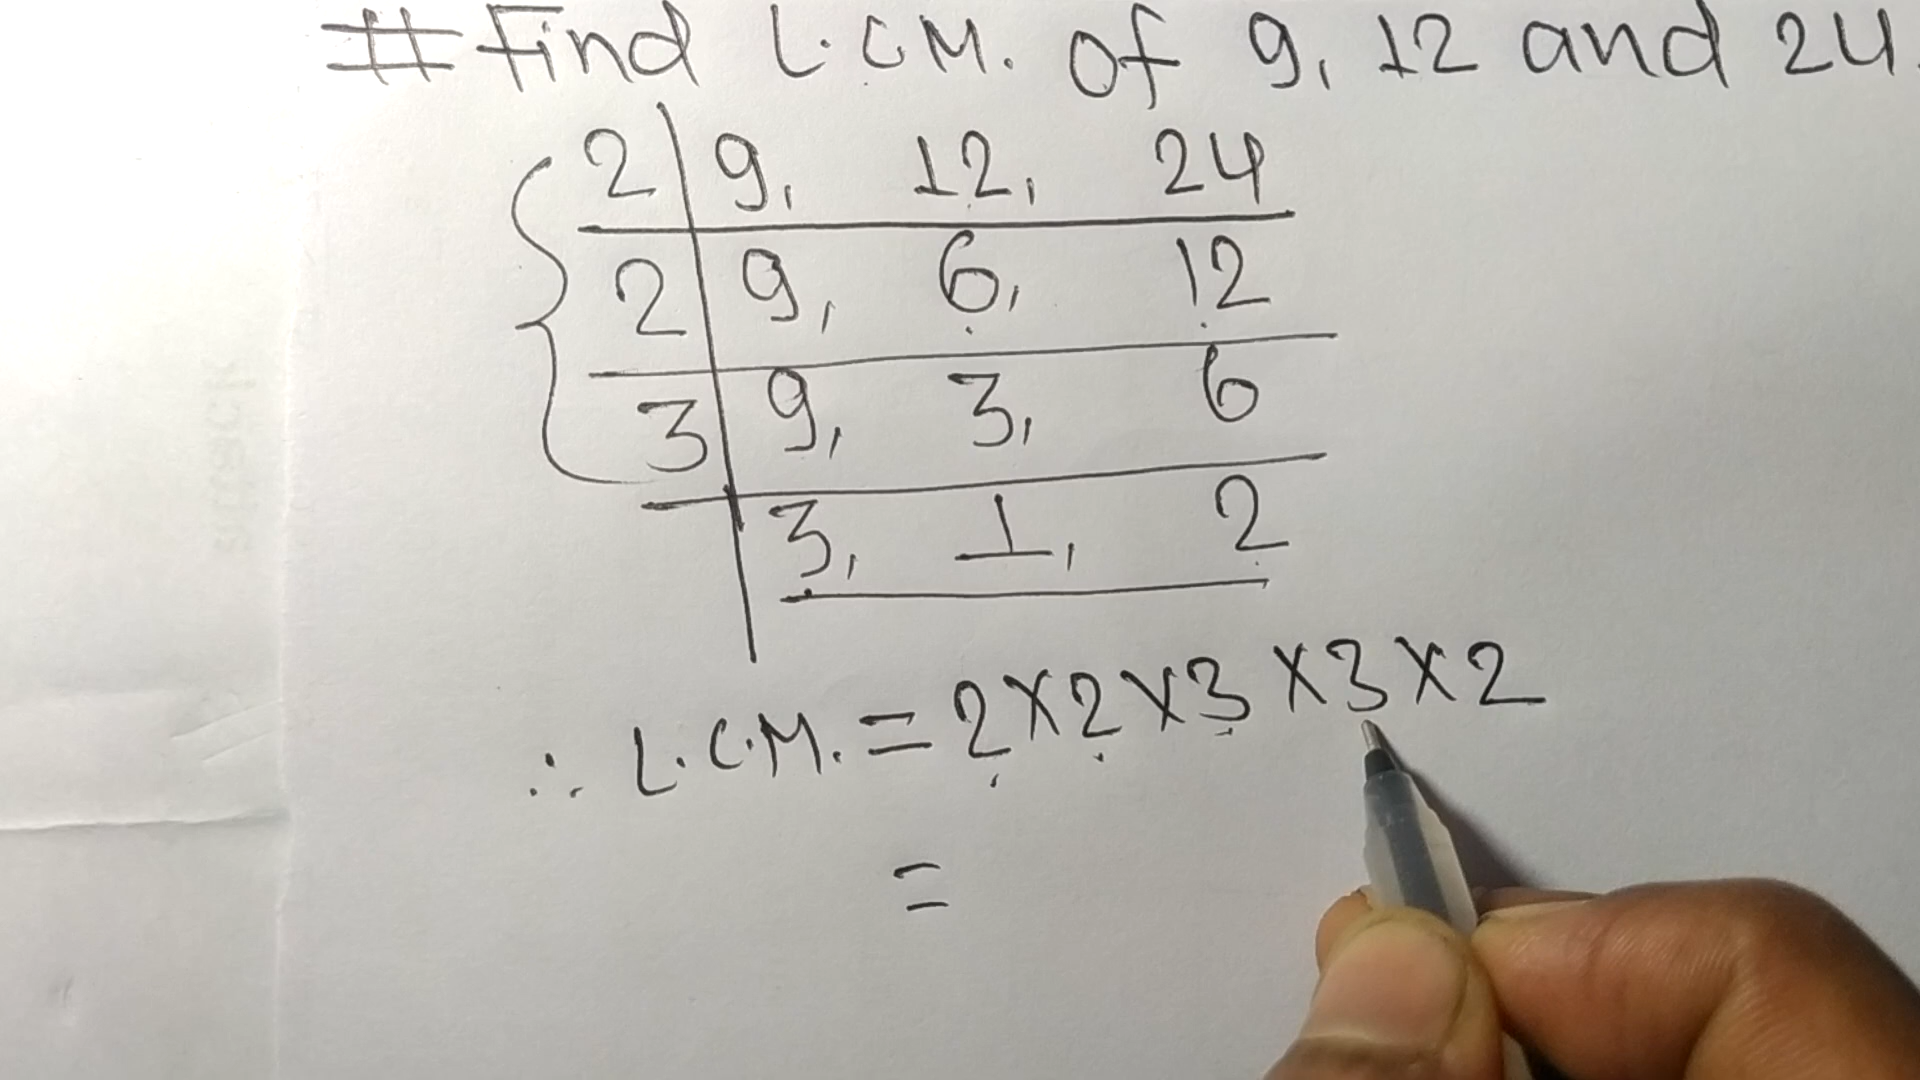 # Find L.C.M. of 9, 12 and 24.
2 | 9, 12, 24
2 | 9, 6, 12
3 | 9, 3, 6
3, 1, 2
∴ L.C.M. = 2 × 2 × 3 × 3 × 2
=